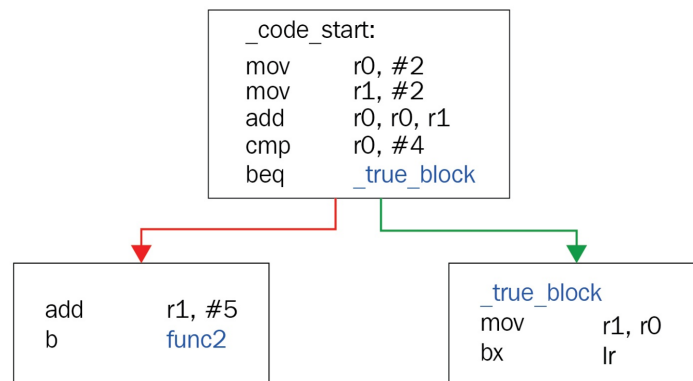 _code_start:
mov r0, #2
mov r1, #2
add r0, r0, r1
cmp r0, #4
beq _true_block
add r1, #5
b func2
_true_block
mov r1, r0
bx lr